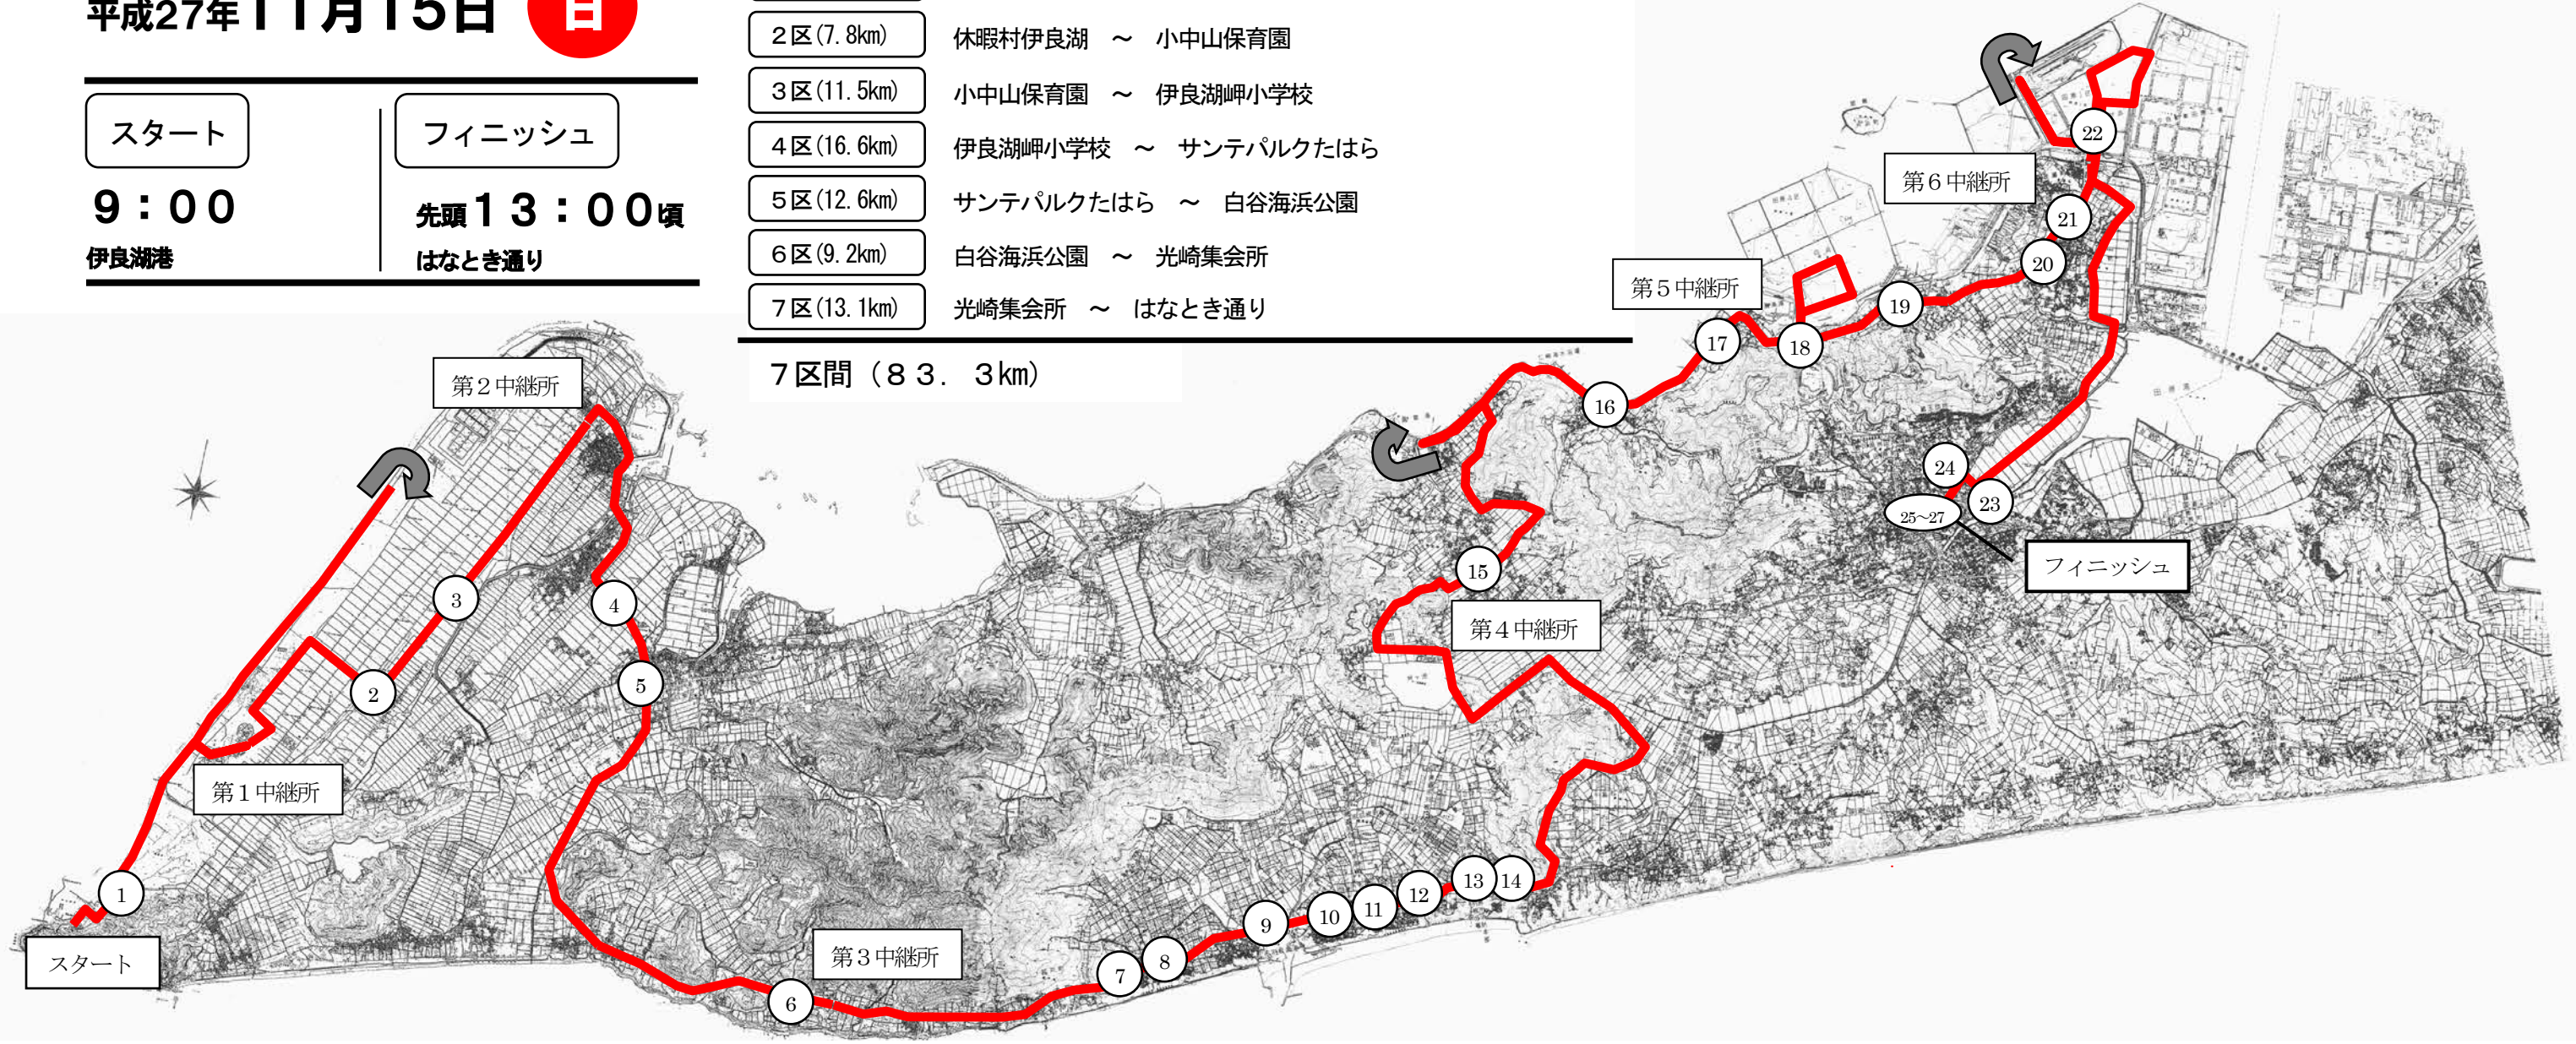 平成27年11月15日 日
スタート
9：00
伊良湖港
フィニッシュ
先頭13：00頃
はなとき通り
2区(7.8km) 休暇村伊良湖 ～ 小中山保育園
3区(11.5km) 小中山保育園 ～ 伊良湖岬小学校
4区(16.6km) 伊良湖岬小学校 ～ サンテパルクたはら
5区(12.6km) サンテパルクたはら ～ 白谷海浜公園
6区(9.2km) 白谷海浜公園 ～ 光崎集会所
7区(13.1km) 光崎集会所 ～ はなとき通り
7区間（83．3km）
第6中継所
22
21
20
第5中継所
19
17
18
第2中継所
16
24
23
25～27
フィニッシュ
15
3
4
第4中継所
5
2
第1中継所
1
スタート
第3中継所
6
7
8
9
10
11
12
13
14